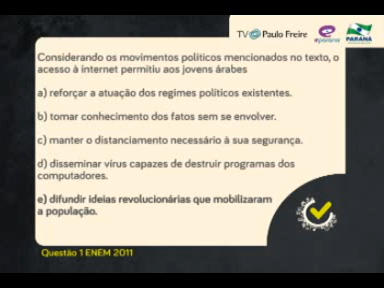 TV Paulo Freire
eparaná
PARANÁ
Considerando os movimentos políticos mencionados no texto, o
acesso à internet permitiu aos jovens árabes
a) reforçar a atuação dos regimes políticos existentes.
b) tomar conhecimento dos fatos sem se envolver.
c) manter o distanciamento necessário à sua segurança.
d) disseminar vírus capazes de destruir programas dos
computadores.
e) difundir ideias revolucionárias que mobilizaram
a população.
Questão 1 ENEM 2011